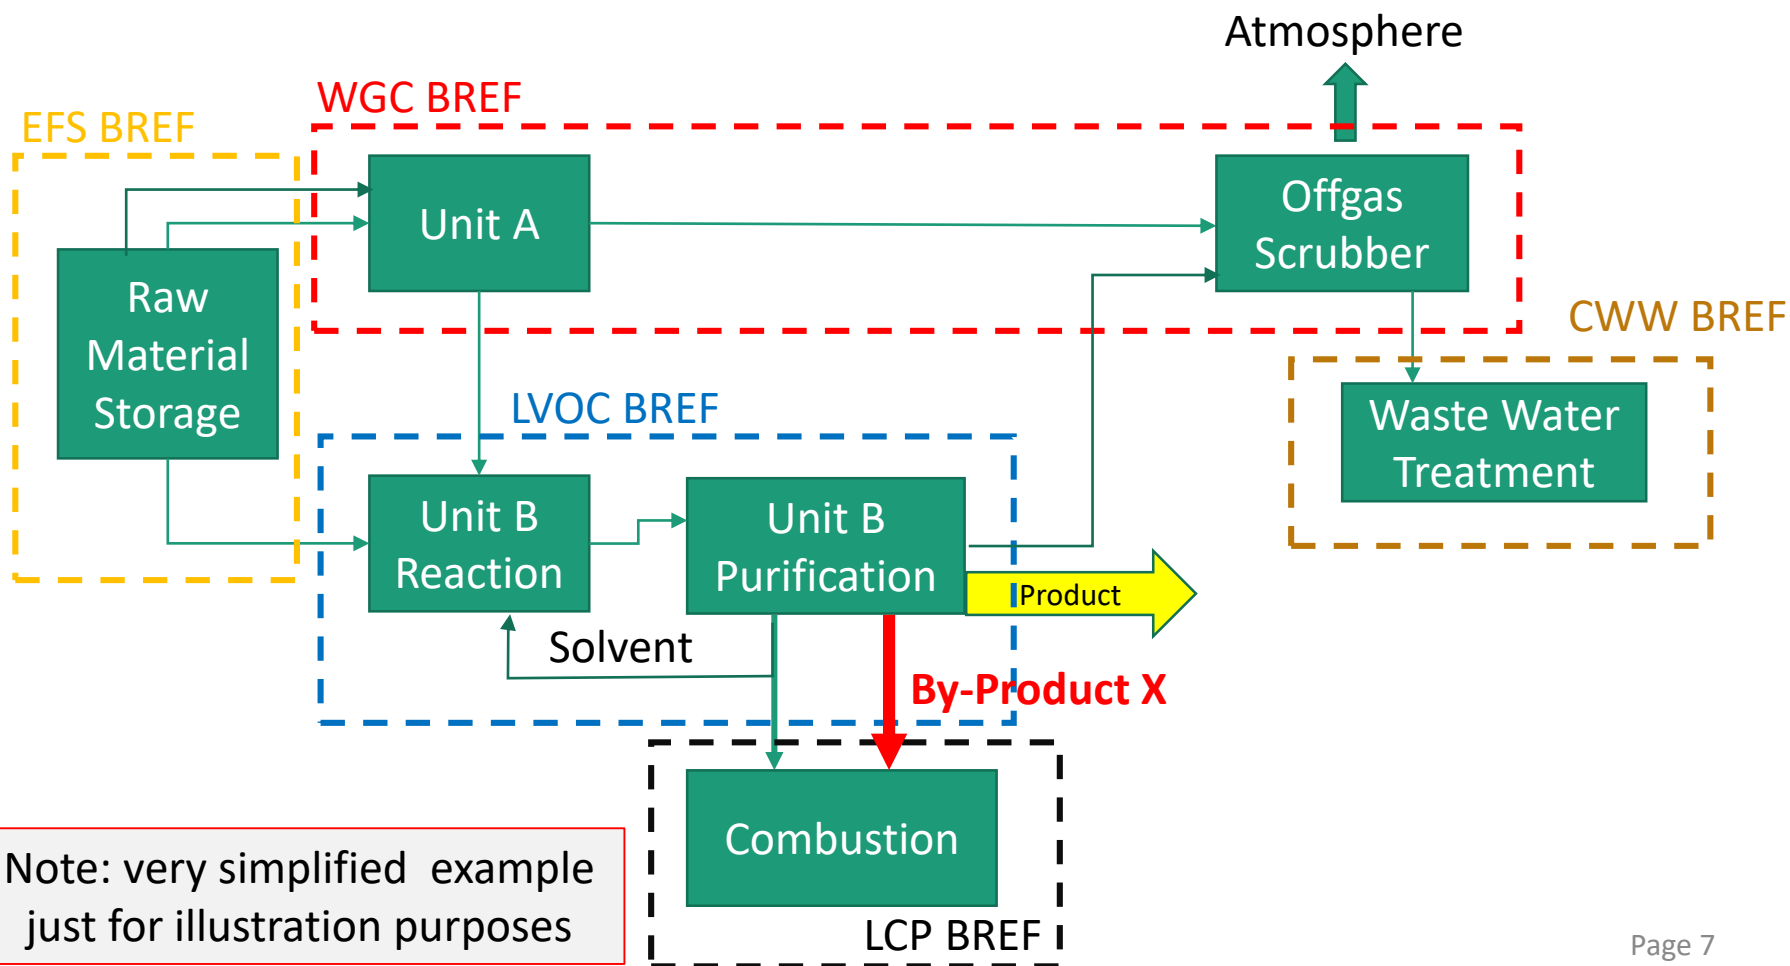 Atmosphere
WGC BREF
EFS BREF
Unit A
Offgas
Scrubber
Raw
Material
Storage
CWW BREF
LVOC BREF
Waste Water
Treatment
Unit B
Reaction
Unit B
Purification
Product
Solvent
By-Product X
Combustion
LCP BREF
Note: very simplified example
just for illustration purposes
Page 7